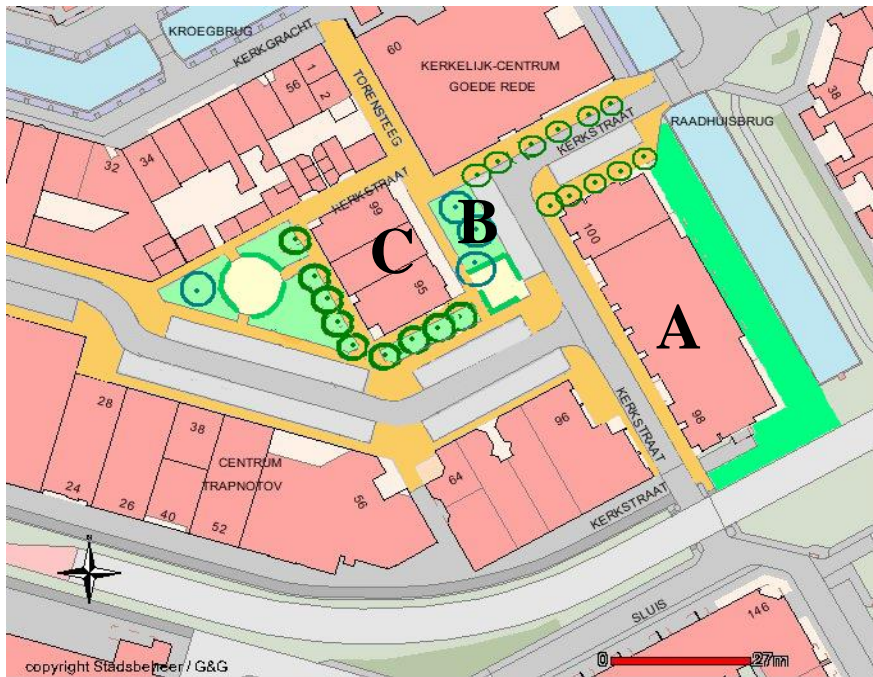 KROEGBRUG
KERKGRACHT
60
KERKELIJK-CENTRUM
GOEDE REDE
56
1
2
TORENSTEEG
38
RAADHUISBRUG
KERKSTRAAT
32
34
KERKSTRAAT
99
B
C
100
95
A
28
38
96
98
KERKSTRAAT
CENTRUM
TRAPNOTOV
24
26
40
52
56
64
KERKSTRAAT
N
SLUIS
146
copyright Stadsbeheer / G&G
0 27m